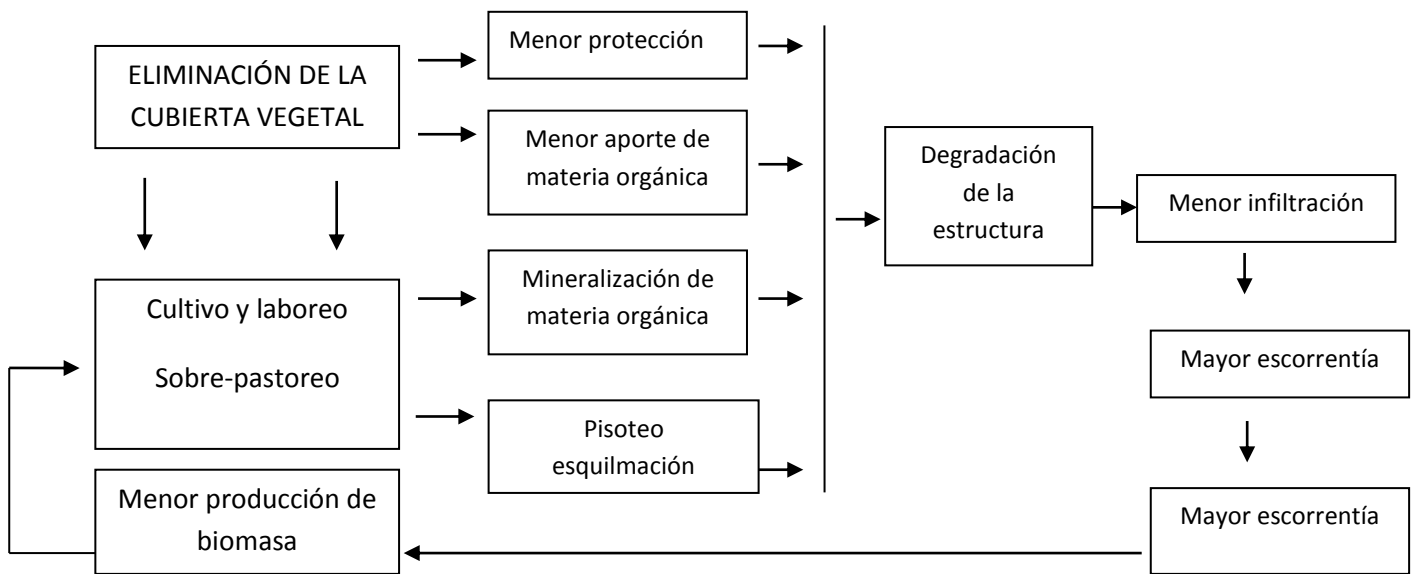 ELIMINACIÓN DE LA
CUBIERTA VEGETAL
Menor protección
Menor aporte de
materia orgánica
Cultivo y laboreo
Sobre-pastoreo
Mineralización de
materia orgánica
Pisoteo
esquilmación
Degradación
de la
estructura
Menor infiltración
Mayor escorrentía
Mayor escorrentía
Menor producción de
biomasa